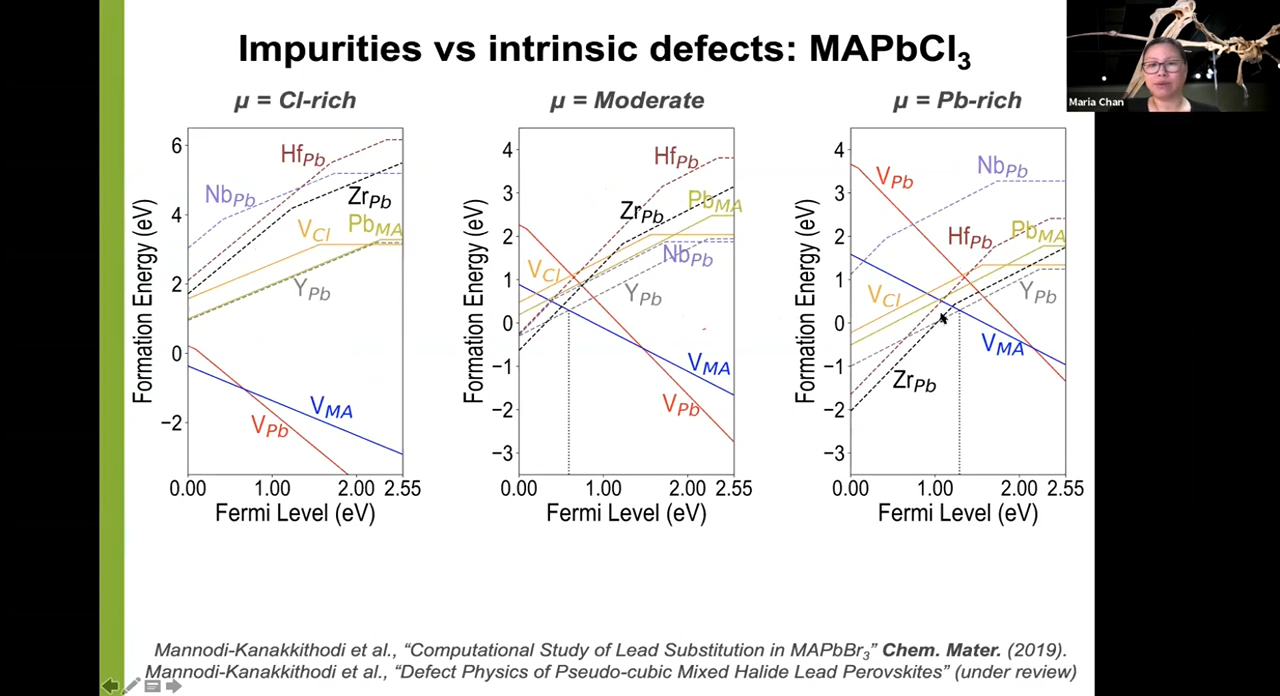 Impurities vs intrinsic defects: MAPbCl3
Maria Chan
μ = Cl-rich
μ = Moderate
μ = Pb-rich
Formation Energy (eV)
6
4
2
0
−2
HfPb
NbPb
ZrPb
PbMA
VCl
YPb
VMA
VPb
0.00 1.00 2.00 2.55
Fermi Level (eV)
Formation Energy (eV)
4
3
2
1
0
−1
−2
−3
HfPb
ZrPb
PbMA
VCl
NbPb
YPb
VMA
VPb
0.00 1.00 2.00 2.55
Fermi Level (eV)
Formation Energy (eV)
4
3
2
1
0
−1
−2
−3
VPb
NbPb
HfPb
PbMA
VCl
YPb
VMA
ZrPb
0.00 1.00 2.00 2.55
Fermi Level (eV)
Mannodi-Kanakkithodi et al., “Computational Study of Lead Substitution in MAPbBr3” Chem. Mater. (2019).
Mannodi-Kanakkithodi et al., “Defect Physics of Pseudo-cubic Mixed Halide Lead Perovskites” (under review)